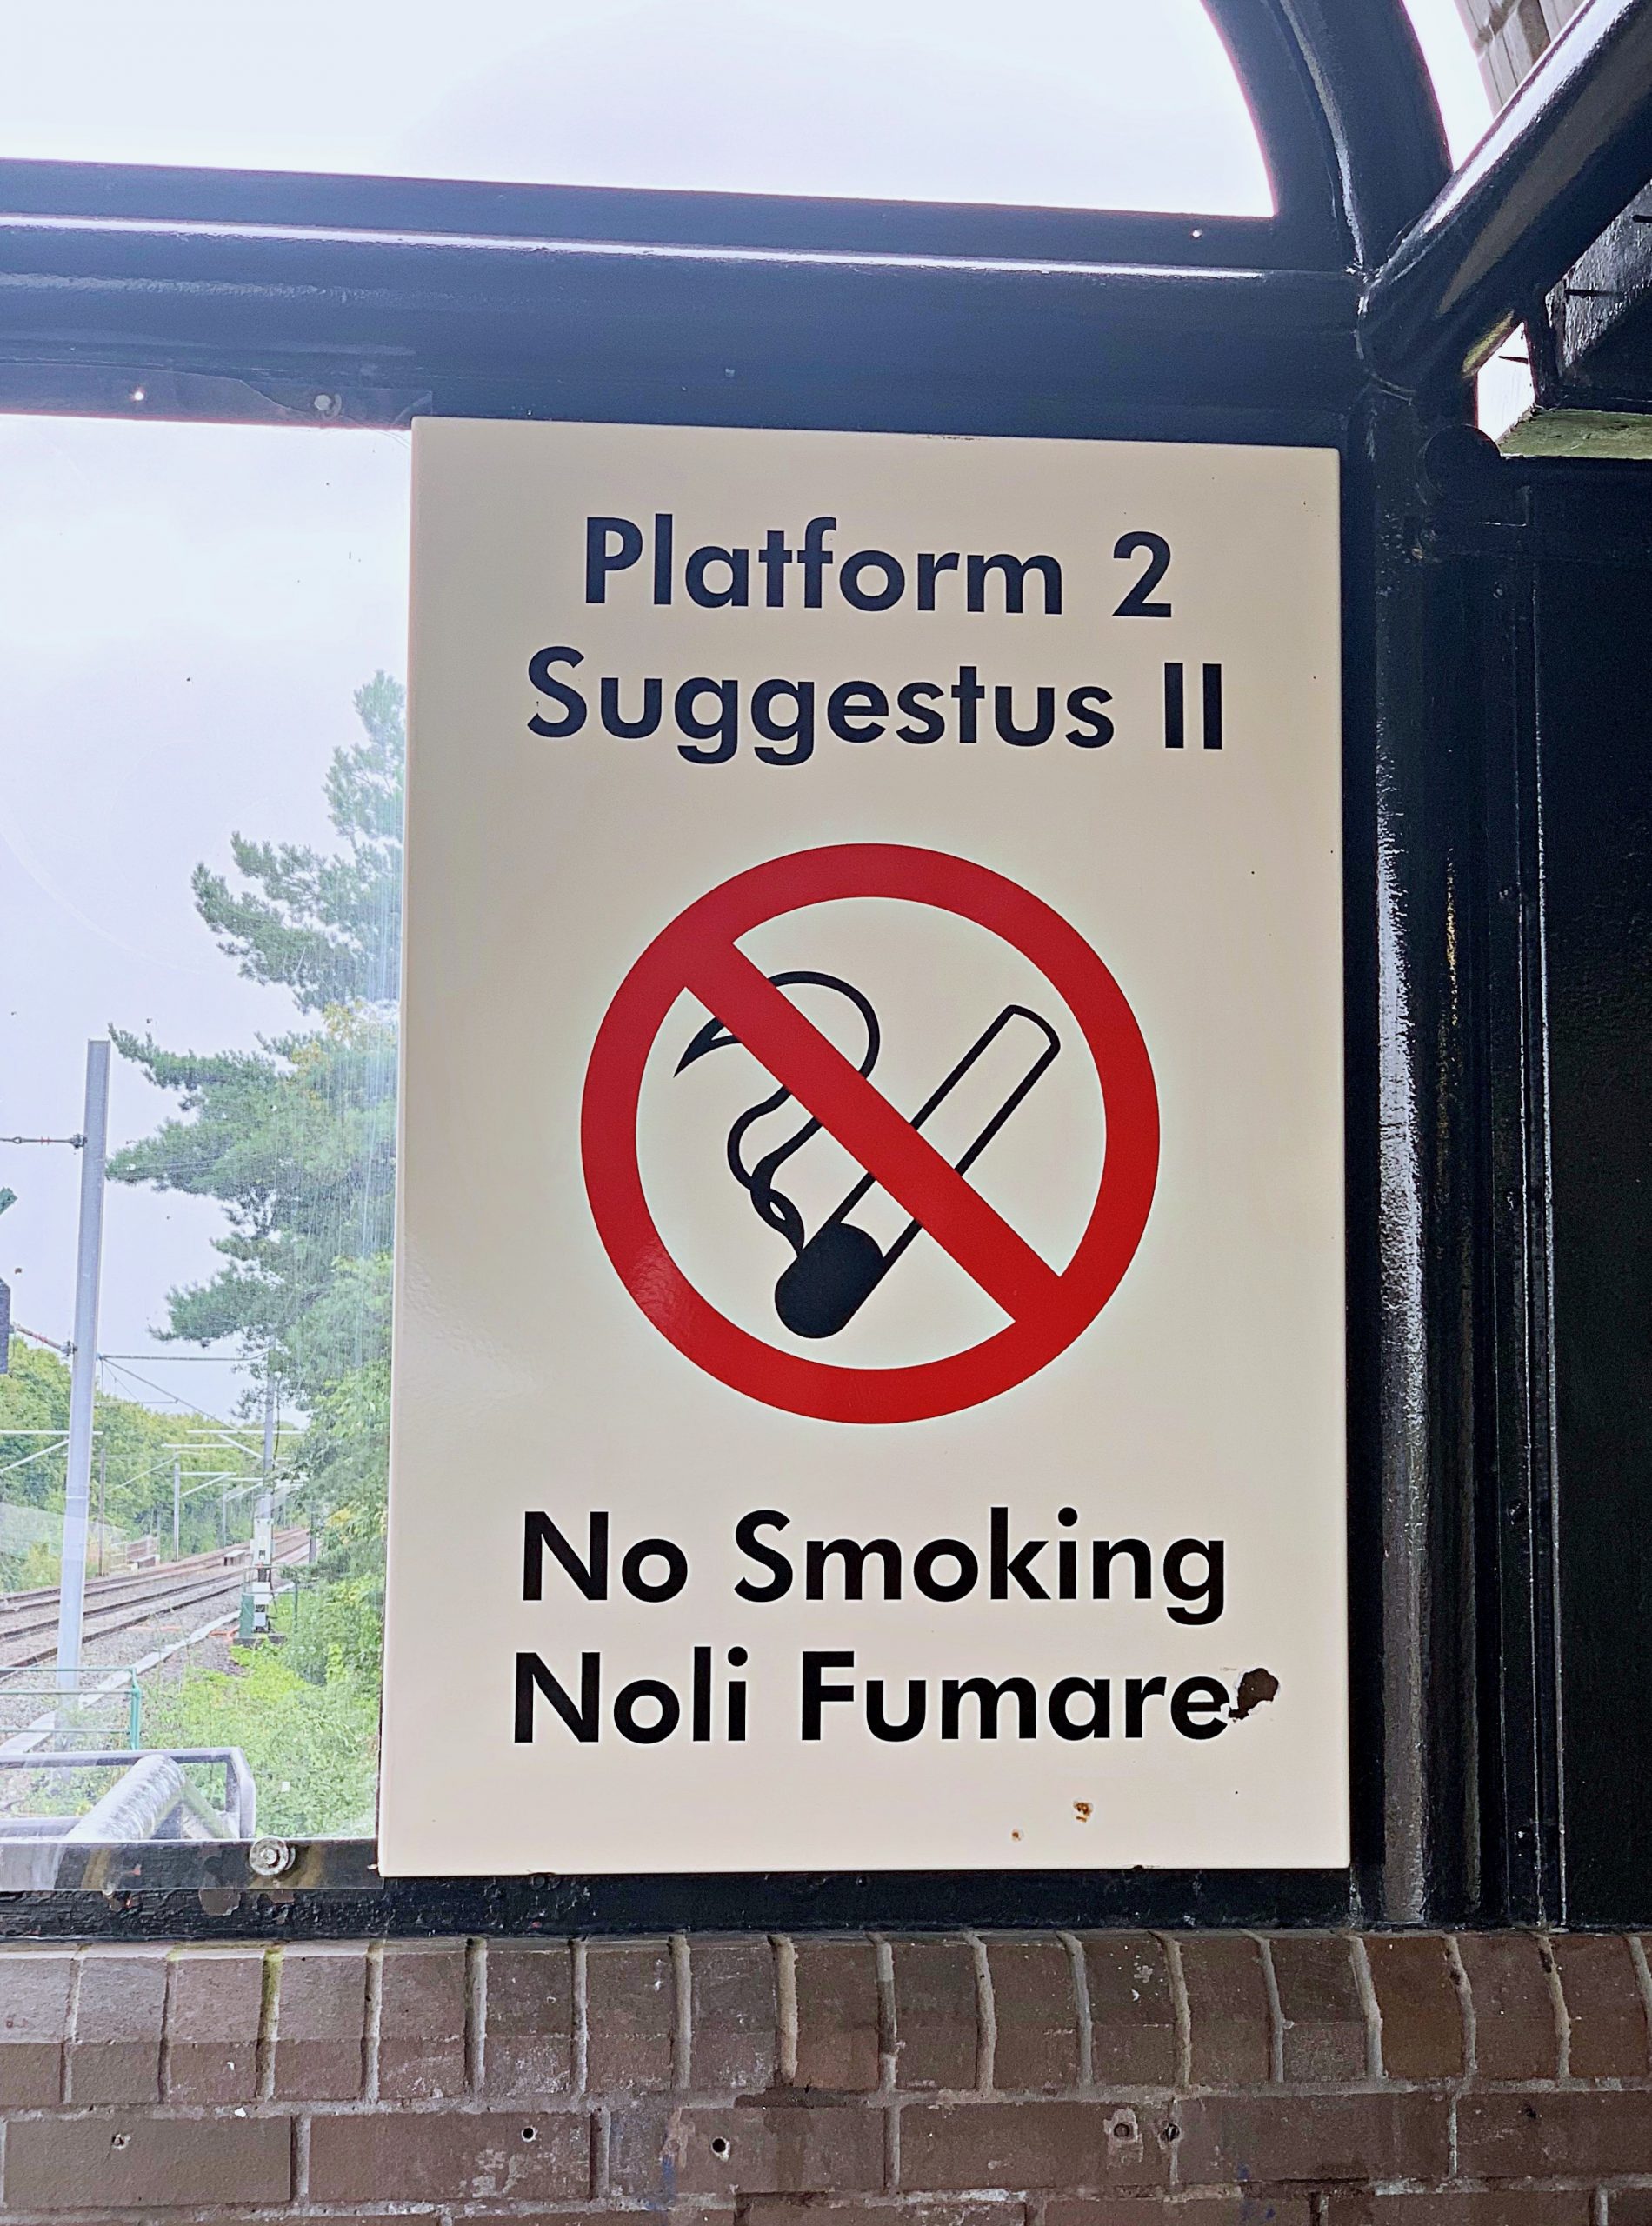 Platform 2
Suggestus II
No Smoking
Noli Fumare